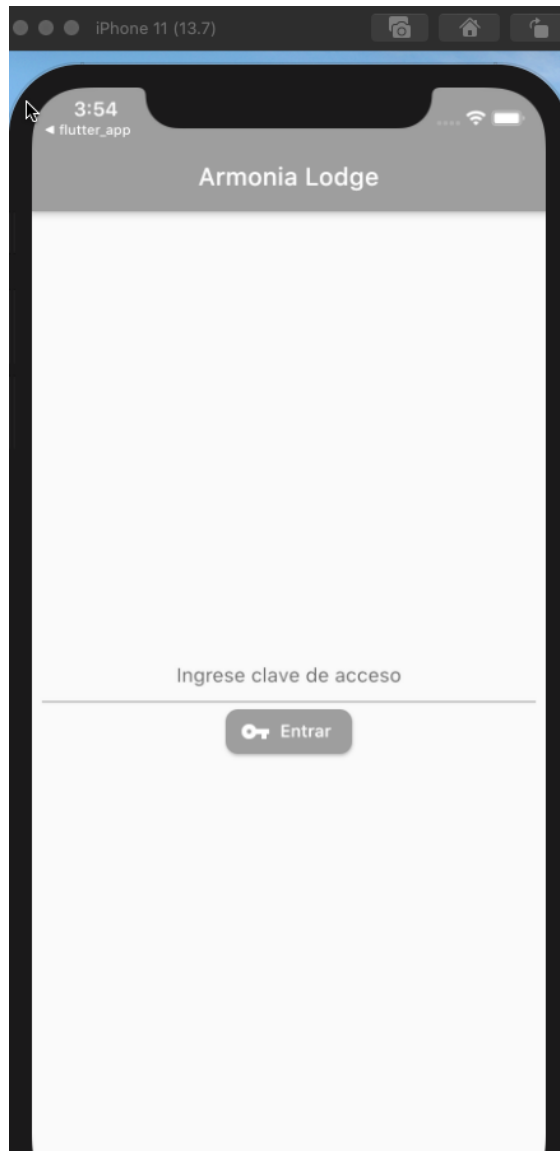 iPhone 11 (13.7)
3:54
◀ flutter_app
Armonia Lodge
Ingrese clave de acceso
Entrar